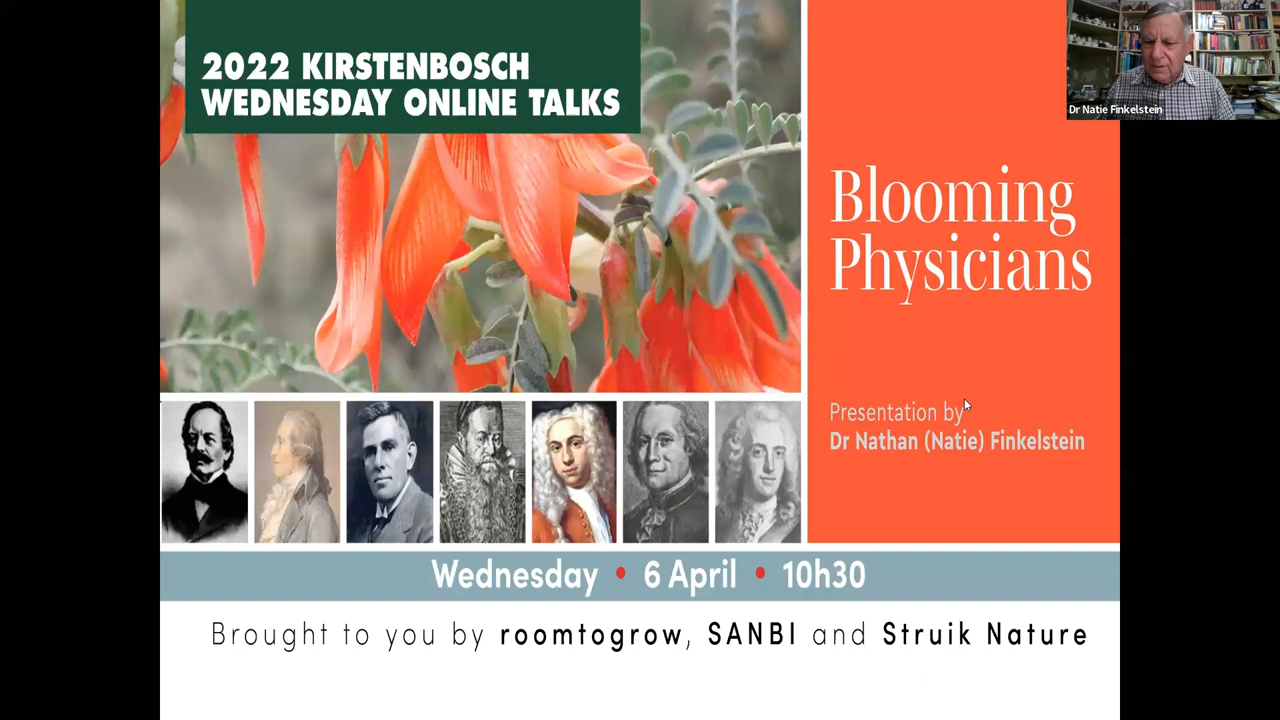 2022 KIRSTENBOSCH
WEDNESDAY ONLINE TALKS
Dr Natie Finkelstein
Blooming
Physicians
Presentation by
Dr Nathan (Natie) Finkelstein
Wednesday • 6 April • 10h30
Brought to you by roomtogrow, SANBI and Struik Nature